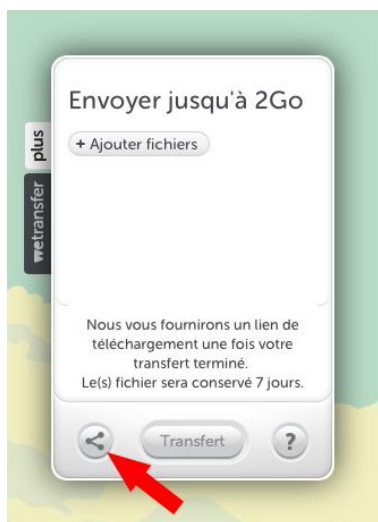 Envoyer jusqu'à 2Go
+ Ajouter fichiers
plus
wetransfer
Nous vous fournirons un lien de
téléchargement une fois votre
transfert terminé.
Le(s) fichier sera conservé 7 jours.
Transfert
?